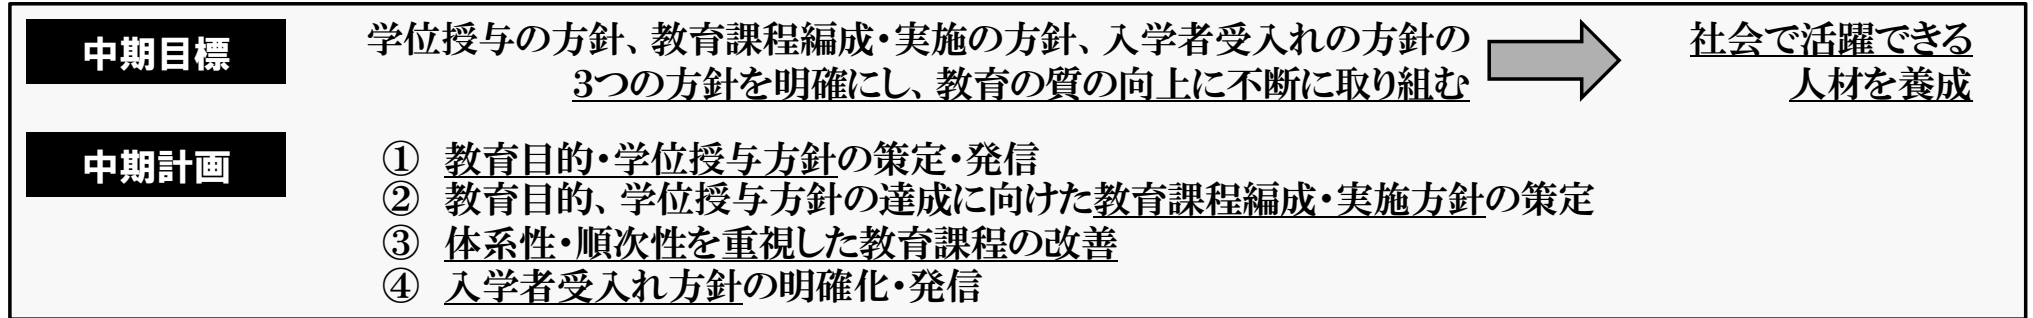 中期目標
学位授与の方針、教育課程編成・実施の方針、入学者受入れの方針の
3つの方針を明確にし、教育の質の向上に不断に取り組む
社会で活躍できる
人材を養成
中期計画
① 教育目的・学位授与方針の策定・発信
② 教育目的、学位授与方針の達成に向けた教育課程編成・実施方針の策定
③ 体系性・順次性を重視した教育課程の改善
④ 入学者受入れ方針の明確化・発信